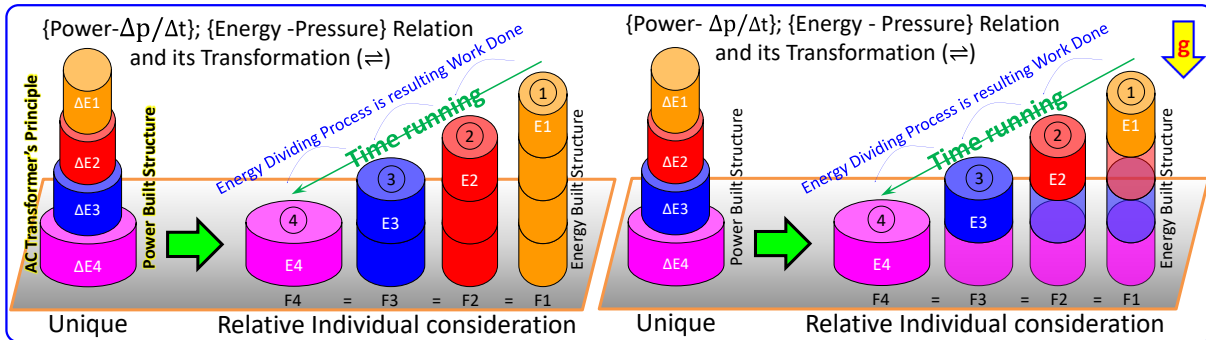 {Power-Δp/Δt}; {Energy -Pressure} Relation
and its Transformation (⇌)
AC Transformer's Principle
Power Built Structure
ΔE1
ΔE2
ΔE3
ΔE4
Energy Dividing Process is resulting Work Done
Time running
1
E1
2
E2
3
E3
4
E4
Energy Built Structure
F4 = F3 = F2 = F1
Unique
Relative Individual consideration
{Power- Δp/Δt}; {Energy - Pressure} Relation
and its Transformation (⇌)
g
ΔE1
ΔE2
ΔE3
ΔE4
Power Built Structure
Energy Dividing Process is resulting Work Done
Time running
1
E1
2
E2
3
E3
4
E4
Energy Built Structure
F4 = F3 = F2 = F1
Unique
Relative Individual consideration